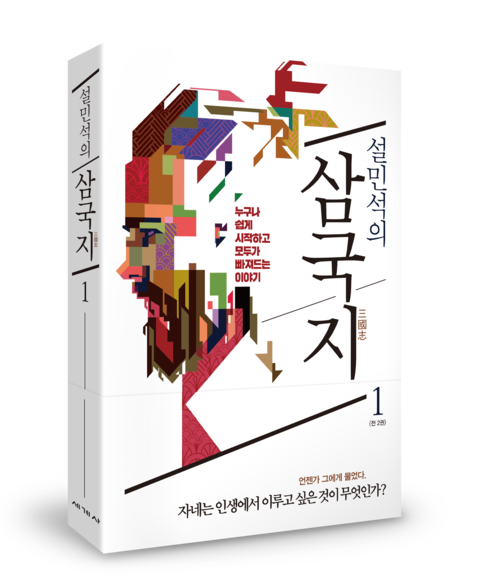 설민석의
삼국지
三國志
1
세계사
설민석의
삼국지
三國志
누구나
쉽게
시작하고
모두가
빠져드는
이야기
1
(전 2권)
언젠가 그에게 물었다.
자네는 인생에서 이루고 싶은 것이 무엇인가?